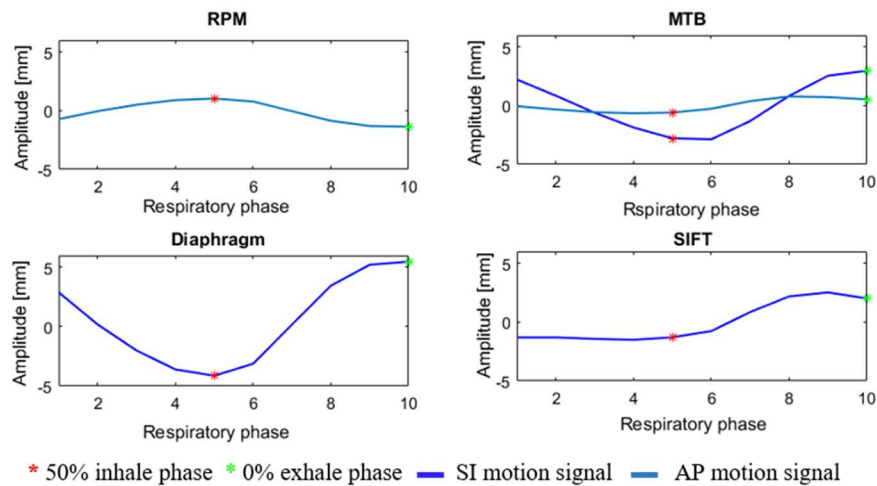 RPM
MTB
Amplitude [mm]
5
0
-5
2 4 6 8 10
Respiratory phase
Amplitude [mm]
5
0
-5
2 4 6 8 10
Rspiratory phase
Diaphragm
SIFT
Amplitude [mm]
5
0
-5
2 4 6 8 10
Respiratory phase
Amplitude [mm]
5
0
-5
2 4 6 8 10
Respiratory phase
* 50% inhale phase * 0% exhale phase SI motion signal AP motion signal